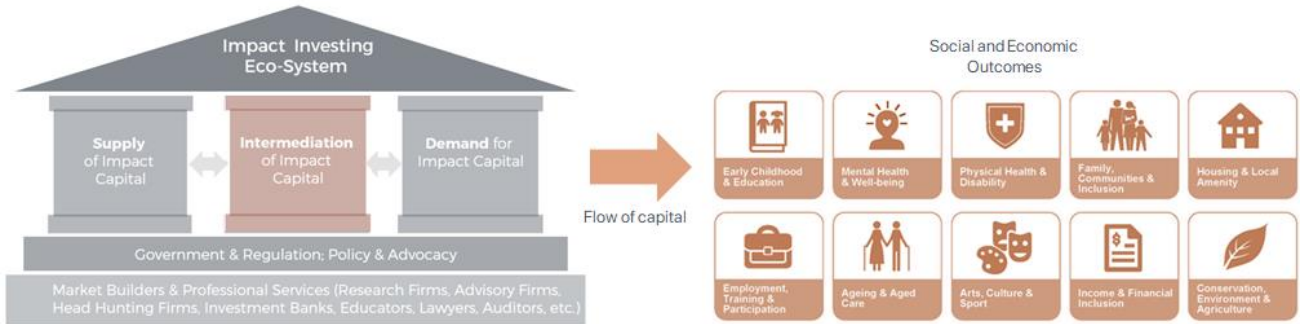 Impact Investing
Eco-System
Supply
of Impact
Capital
Intermediation
of Impact
Capital
Demand for
Impact Capital
Government & Regulation; Policy & Advocacy
Market Builders & Professional Services (Research Firms, Advisory Firms,
Head Hunting Firms, Investment Banks, Educators, Lawyers, Auditors, etc.)
Flow of capital
Social and Economic
Outcomes
Early Childhood
& Education
Mental Health
& Well-being
Physical Health &
Disability
Family,
Communities &
Inclusion
Housing & Local
Amenity
$
Employment,
Training &
Participation
Ageing & Aged
Care
Arts, Culture &
Sport
Income & Financial
Inclusion
Conservation,
Environment &
Agriculture